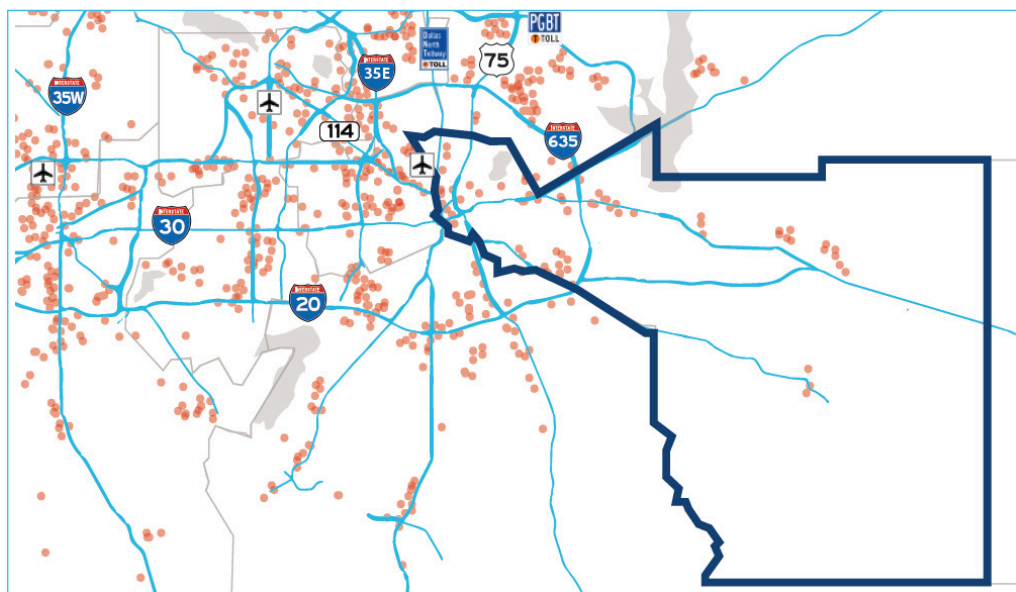 PGBT
TOLL
Dallas
North
Tollway
TOLL
75
INTERSTATE
35E
INTERSTATE
35W
114
INTERSTATE
635
INTERSTATE
30
INTERSTATE
20